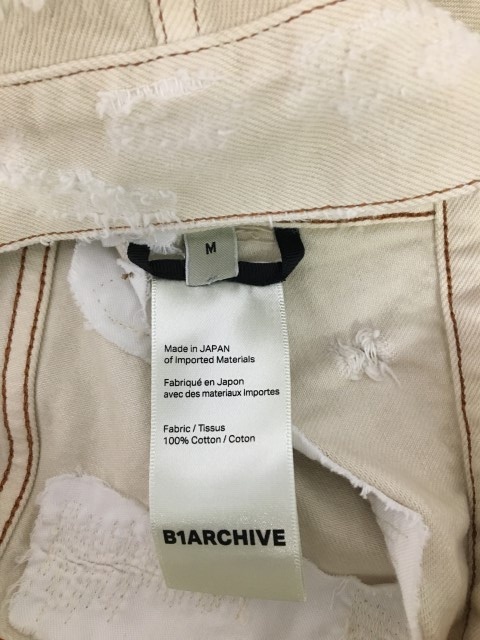 M
Made in JAPAN
of Imported Materials
Fabriqué en Japon
avec des materiaux importes
Fabric / Tissus
100% Cotton / Coton
B1ARCHIVE